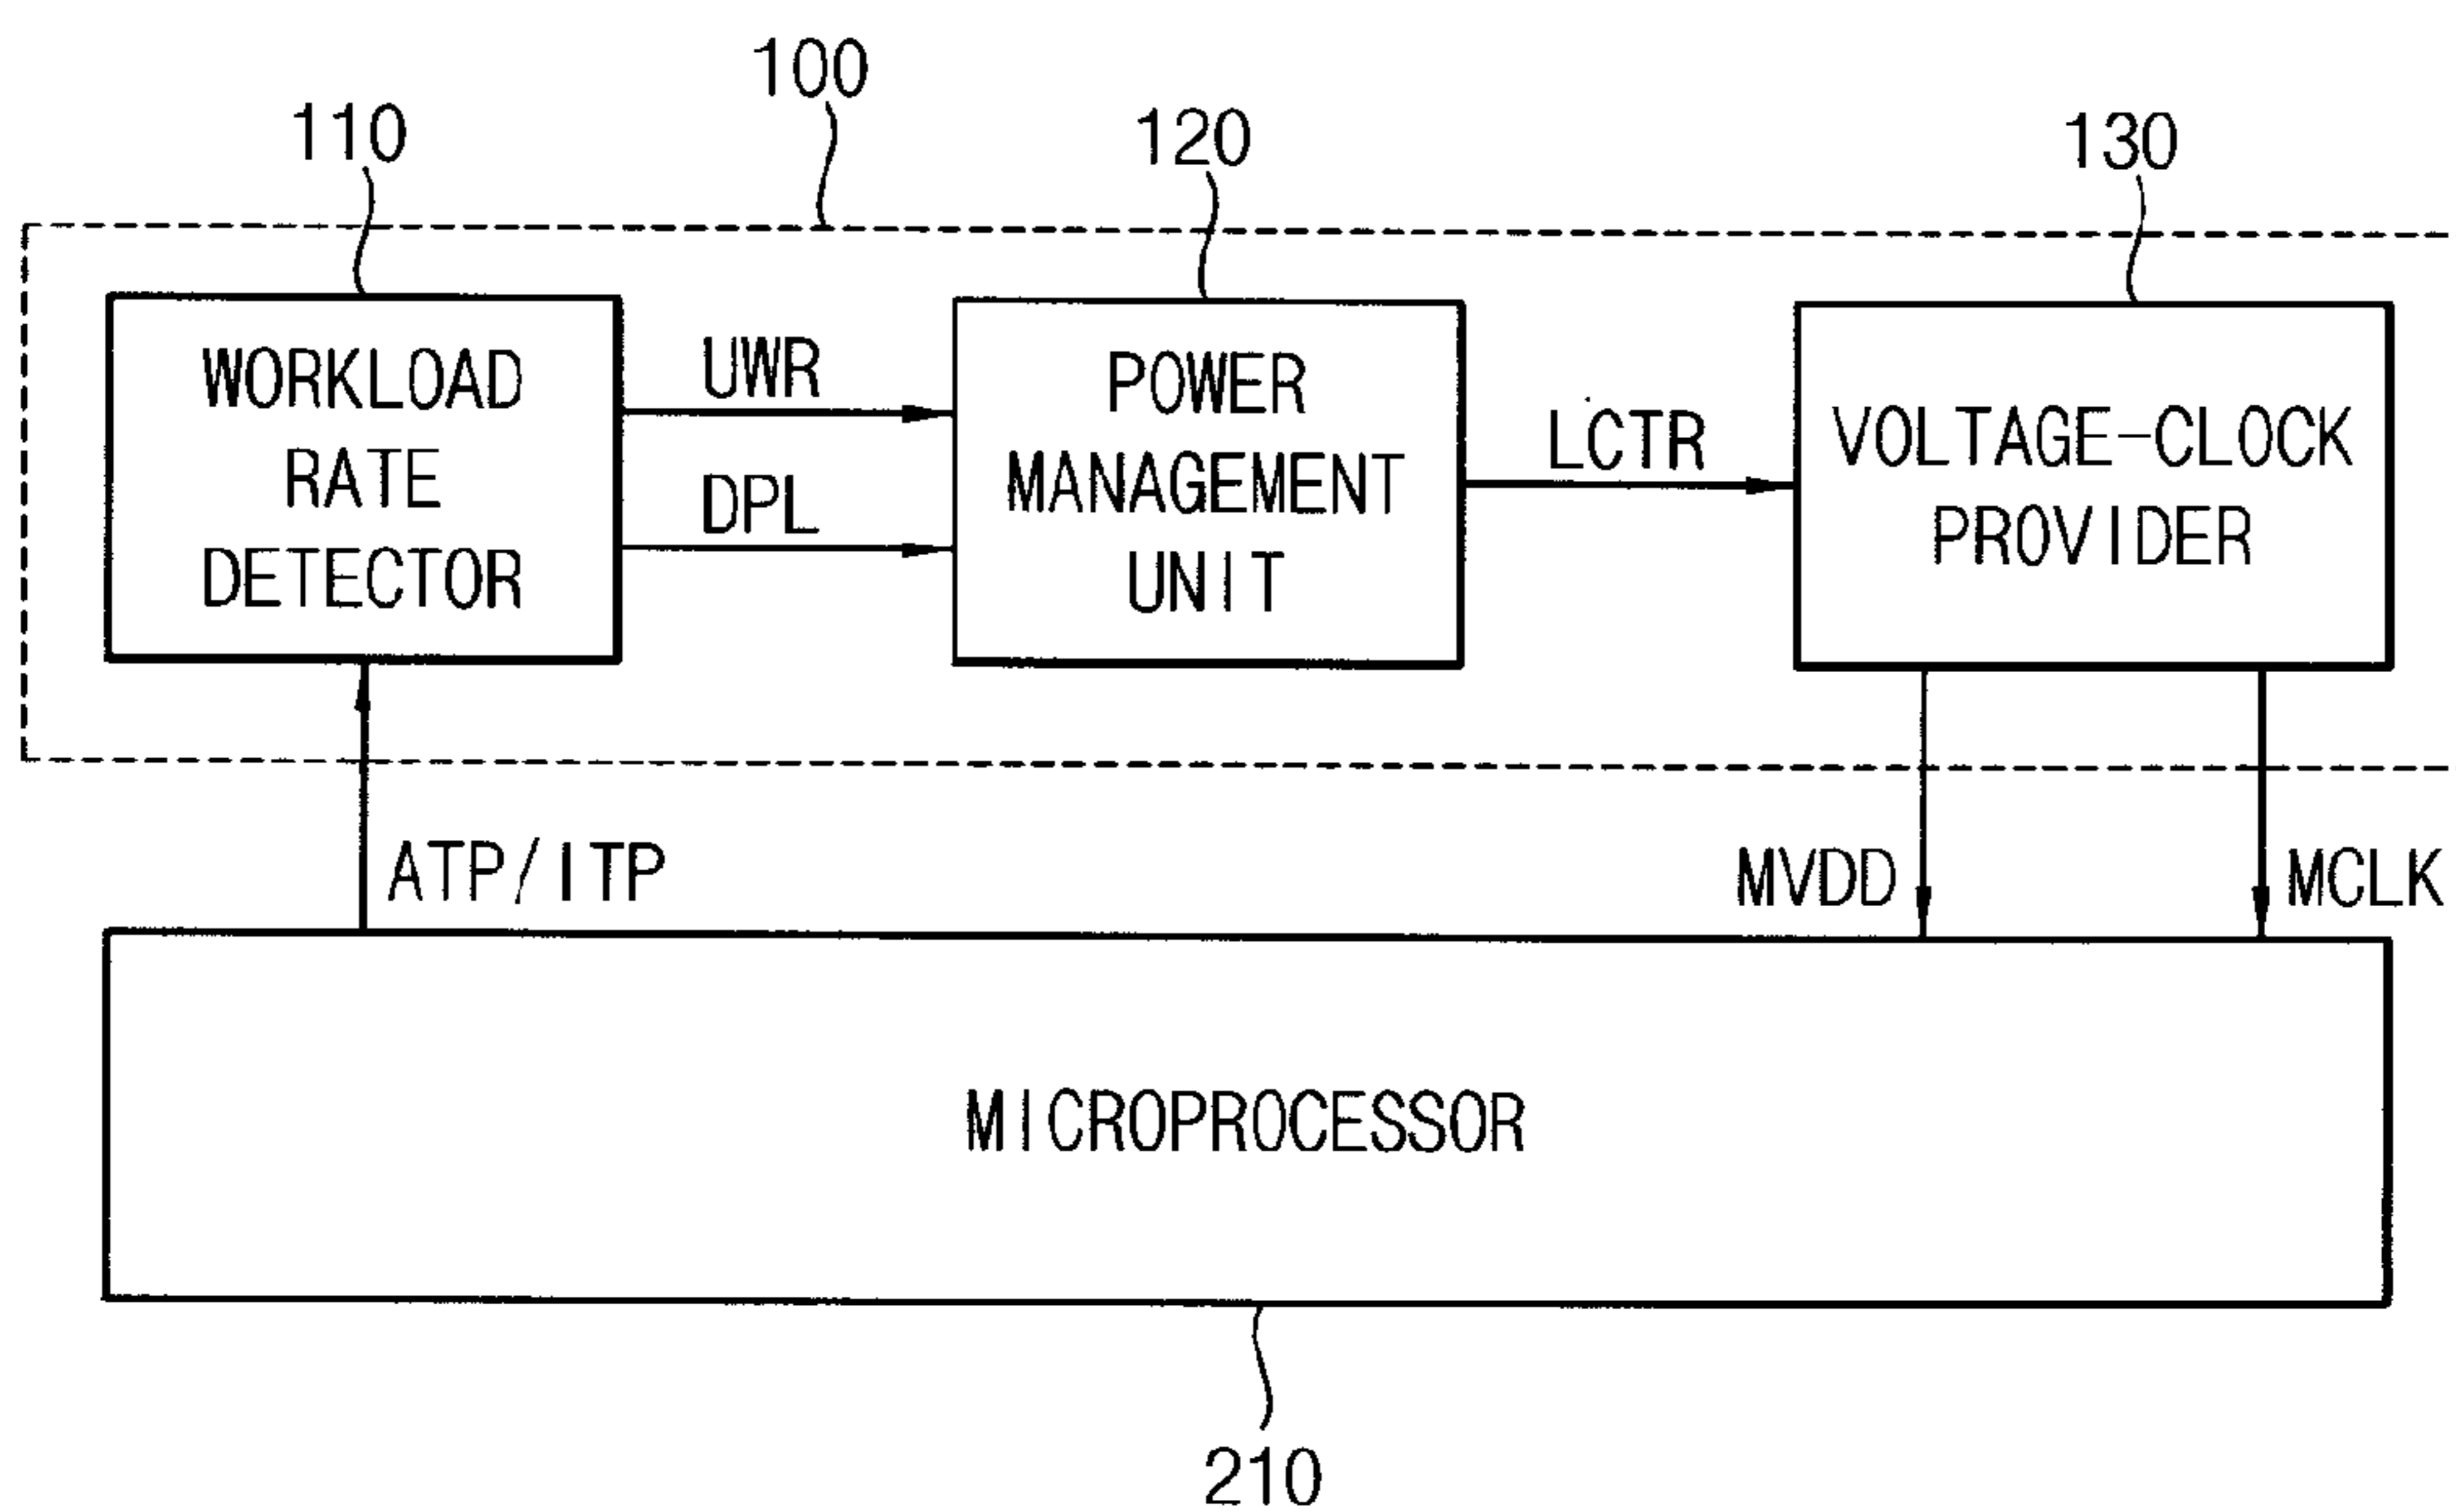 100
110
120
130
WORKLOAD
RATE
DETECTOR
UWR
DPL
POWER
MANAGEMENT
UNIT
LCTR
VOLTAGE-CLOCK
PROVIDER
ATP/ITP
MVDD
MCLK
MICROPROCESSOR
210